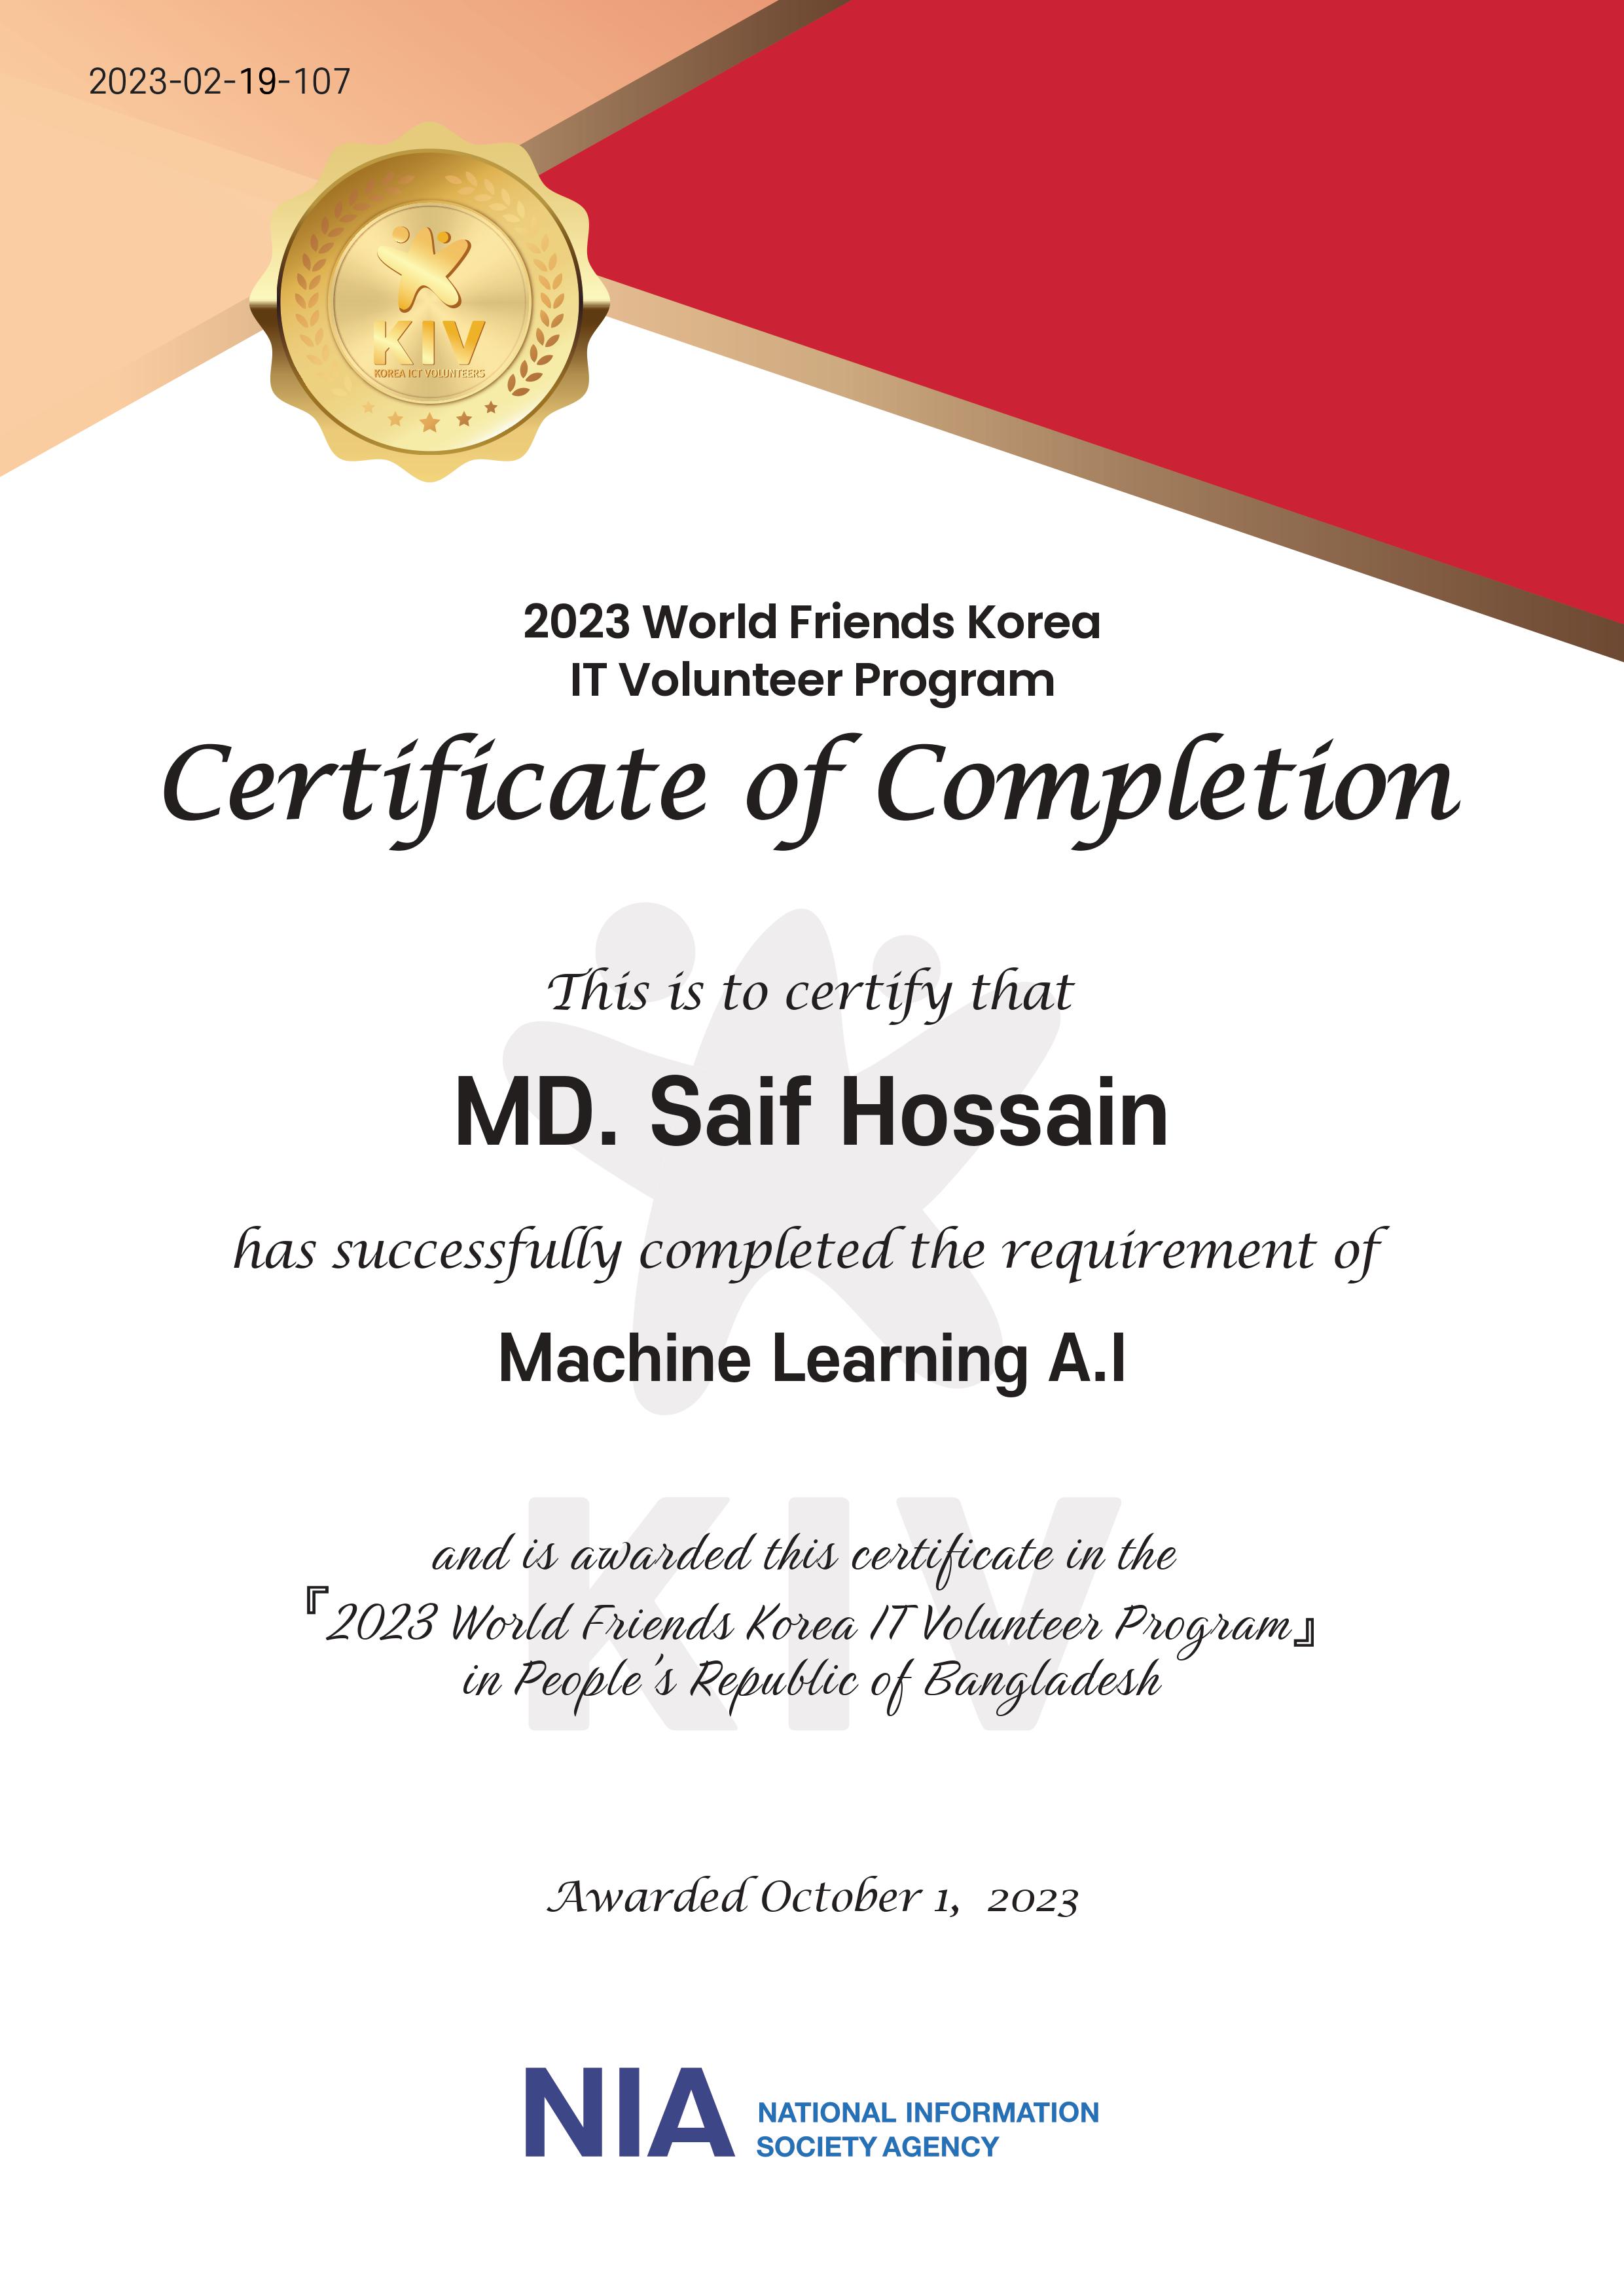 2023-02-19-107
KIV
KOREA ICT VOLUNTEERS
2023 World Friends Korea
IT Volunteer Program
Certificate of Completion
This is to certify that
MD. Saif Hossain
has successfully completed the requirement of
Machine Learning A.I
KIV
and is awarded this certificate in the
『2023 World Friends Korea IT Volunteer Program』
in People's Republic of Bangladesh
Awarded October 1, 2023
NIA NATIONAL INFORMATION
SOCIETY AGENCY